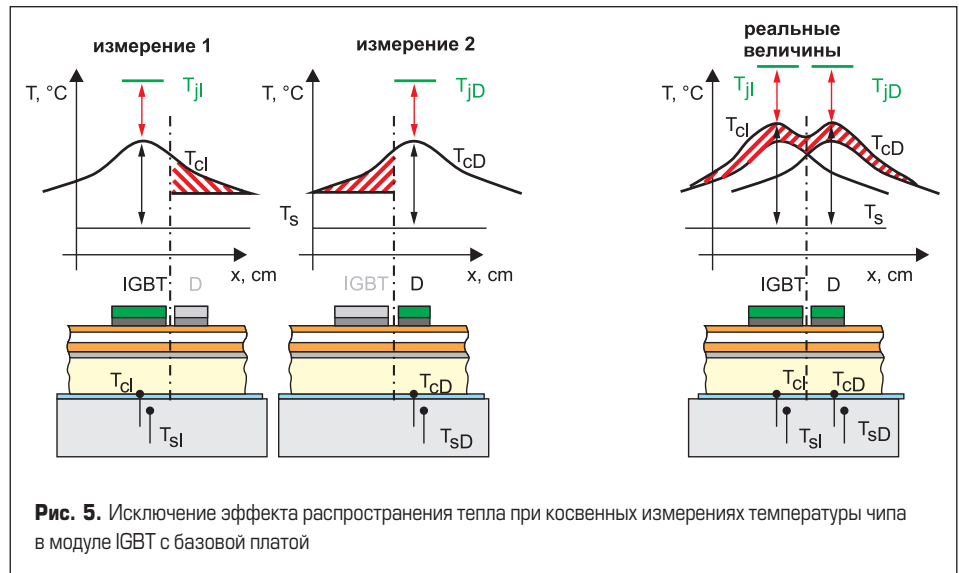 измерение 1
T, °C
TjI
TcI
x, cm
IGBT D
TcI
TsI
измерение 2
TjD
TcD
Ts
x, cm
IGBT D
TcD
TsD
реальные
величины
T, °C
TjI
TjD
TcI
TcD
Ts
x, cm
IGBT D
TcI TcD
TsI TsD
Рис. 5. Исключение эффекта распространения тепла при косвенных измерениях температуры чипа
в модуле IGBT с базовой платой